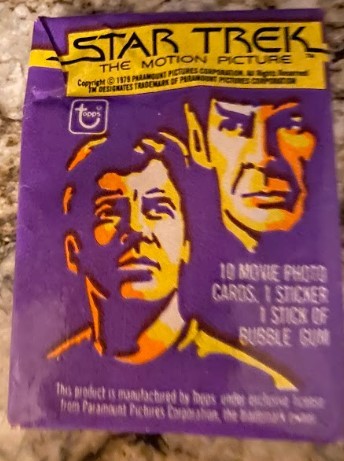 STAR TREK
THE MOTION PICTURE™
Copyright © 1979 PARAMOUNT PICTURES CORPORATION. All Rights Reserved
TM DESIGNATES TRADEMARK OF PARAMOUNT PICTURES CORPORATION
topps
10 MOVIE PHOTO
CARDS, 1 STICKER
1 STICK OF
BUBBLE GUM
This product is manufactured by Topps under exclusive license
from Paramount Pictures Corporation, the trademark owner.